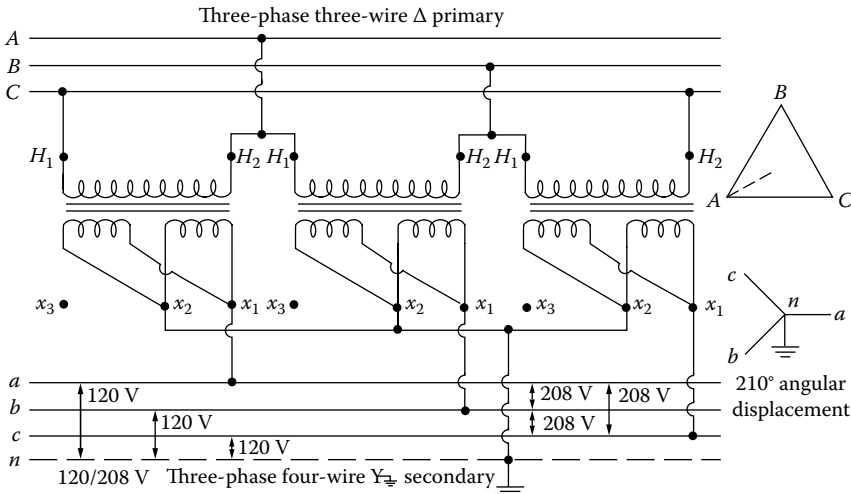 Three-phase three-wire Δ primary
A
B
C
H₁ H₂ H₁ H₂ H₁ H₂
x₃ x₂ x₁ x₃ x₂ x₁ x₃ x₂ x₁
a
b
c
n
120 V
120 V
120 V
208 V
208 V
208 V
120/208 V Three-phase four-wire Y secondary
B
A C
c
n
a
b
210° angular
displacement